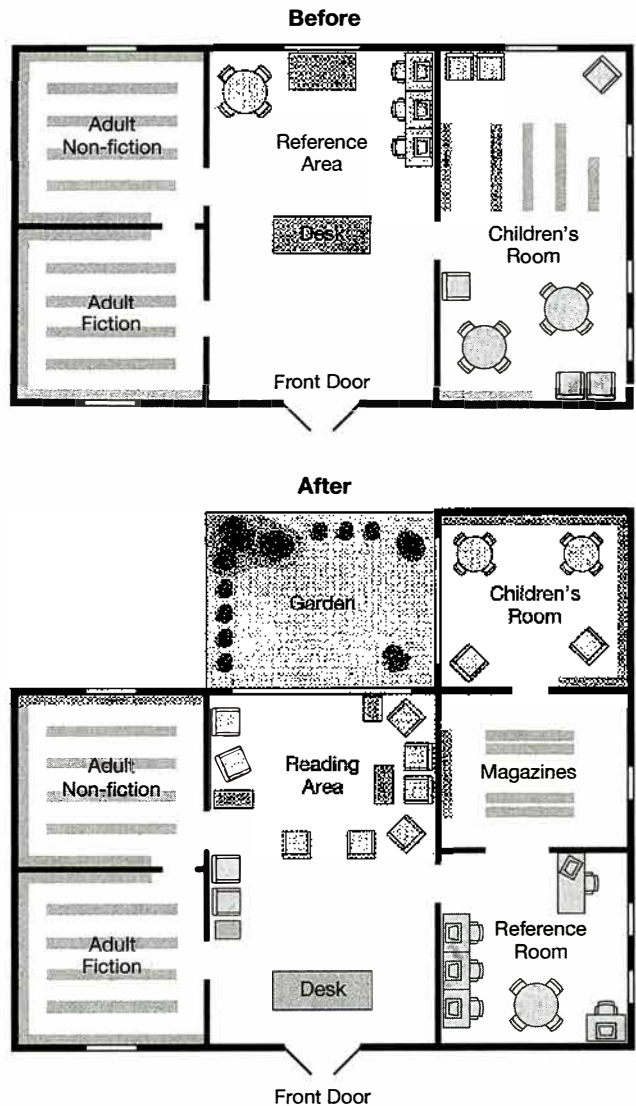 Before
Adult
Non-fiction
Reference
Area
Desk
Children's
Room
Adult
Fiction
Front Door
After
Garden
Children's
Room
Adult
Non-fiction
Reading
Area
Magazines
Adult
Fiction
Reference
Room
Desk
Front Door